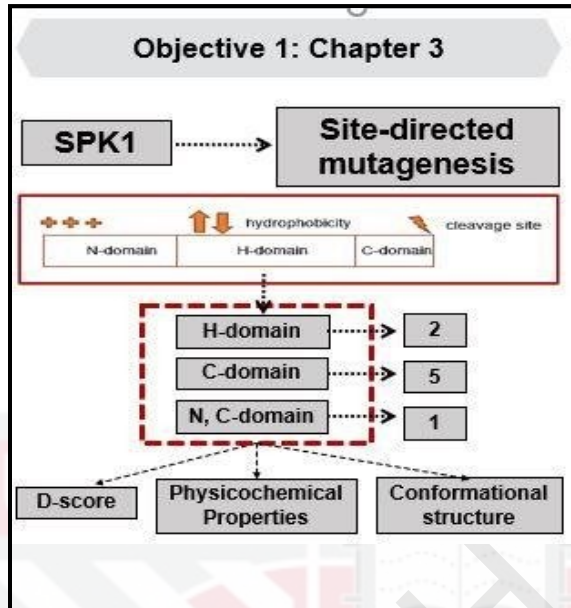 Objective 1: Chapter 3
SPK1
Site-directed
mutagenesis
+++
hydrophobicity
cleavage site
N-domain
H-domain
C-domain
H-domain
2
C-domain
5
N, C-domain
1
D-score
Physicochemical
Properties
Conformational
structure